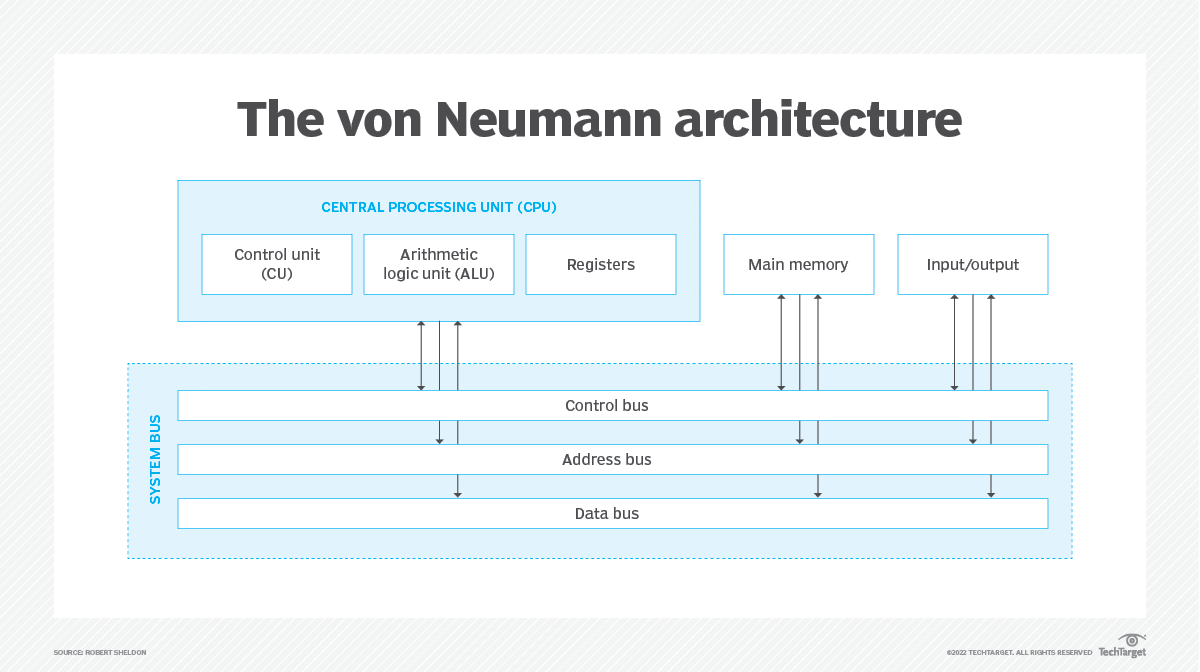 The von Neumann architecture
CENTRAL PROCESSING UNIT (CPU)
Control unit
(CU)
Arithmetic
logic unit (ALU)
Registers
Main memory
Input/output
SYSTEM BUS
Control bus
Address bus
Data bus
SOURCE: ROBERT SHELDON
©2022 TECHTARGET. ALL RIGHTS RESERVED
TechTarget